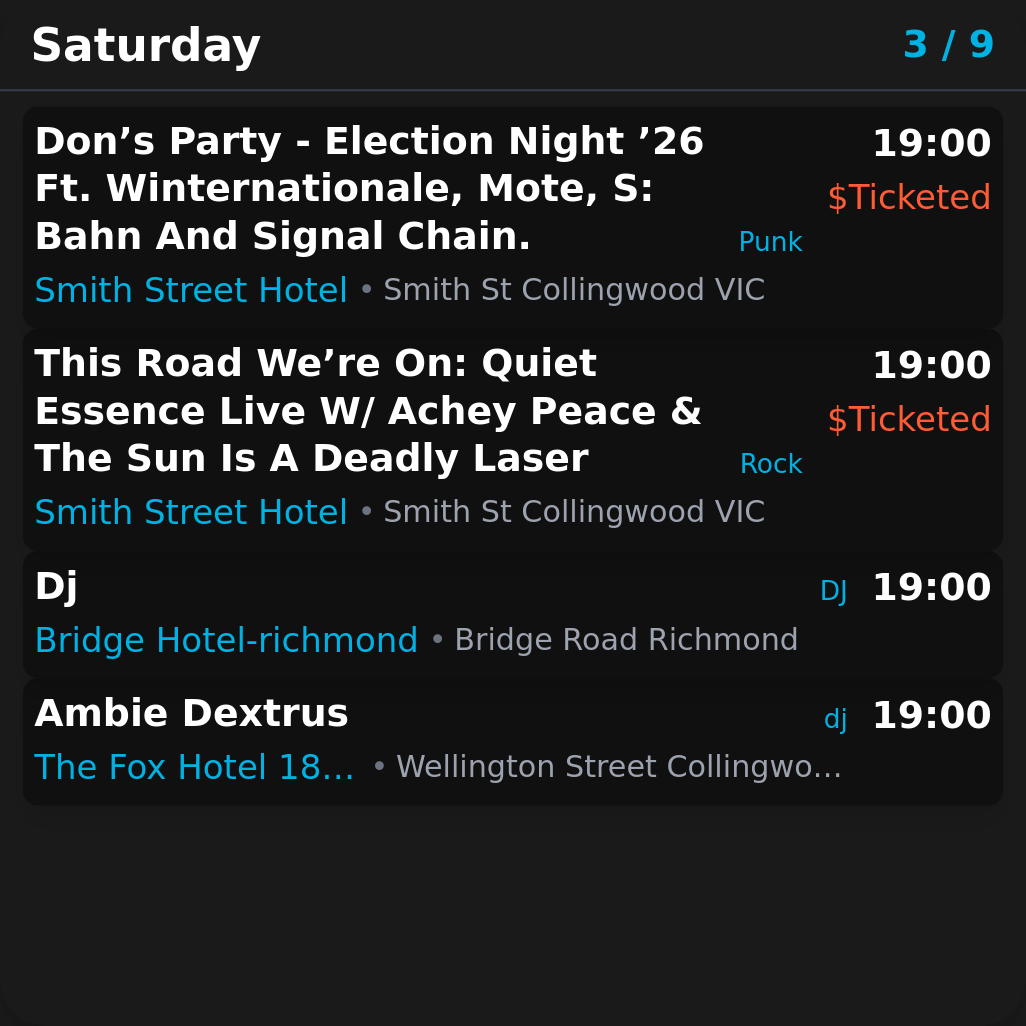 Saturday
3 / 9
Don’s Party - Election Night ’26
Ft. Winternationale, Mote, S:
Bahn And Signal Chain.
Punk
19:00
$Ticketed
Smith Street Hotel • Smith St Collingwood VIC
This Road We’re On: Quiet
Essence Live W/ Achey Peace &
The Sun Is A Deadly Laser
Rock
19:00
$Ticketed
Smith Street Hotel • Smith St Collingwood VIC
Dj
DJ
19:00
Bridge Hotel-richmond • Bridge Road Richmond
Ambie Dextrus
dj
19:00
The Fox Hotel 18... • Wellington Street Collingwo...